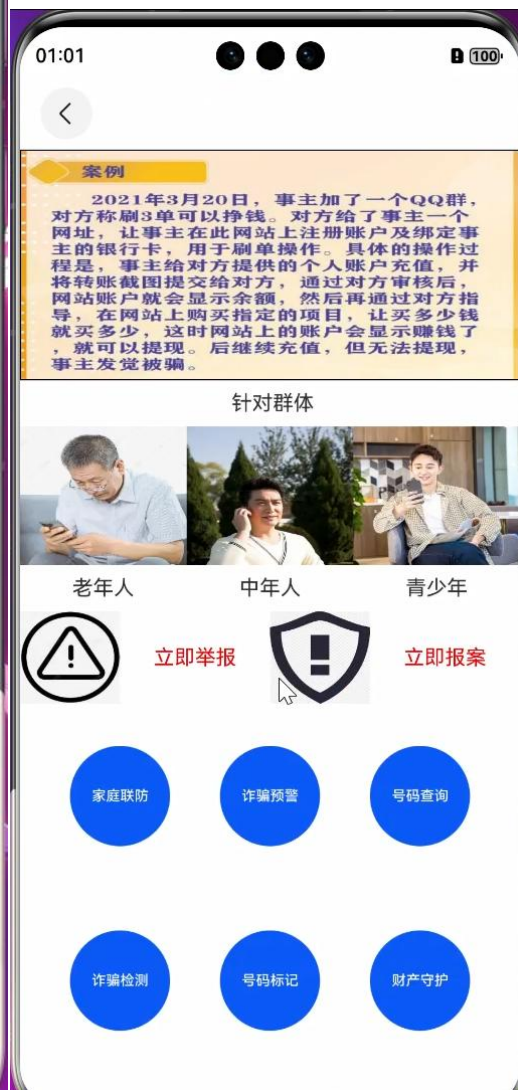 01:01
100
案例
2021年3月20日，事主加了一个QQ群，
对方称刷3单可以挣钱。对方给了事主一个
网址，让事主在此网站上注册账户及绑定事
主的银行卡，用于刷单操作。具体的操作过
程是，事主给对方提供的个人账户充值，并
将转账截图提交给对方，通过对方审核后，
网站账户就会显示余额，然后再通过对方指
导，在网站上购买指定的项目，让买多少钱
就买多少，这时网站上的账户会显示赚钱了
，就可以提现。后继续充值，但无法提现，
事主发觉被骗。
针对群体
老年人 中年人 青少年
立即举报 立即报案
家庭联防 诈骗预警 号码查询
诈骗检测 号码标记 财产守护